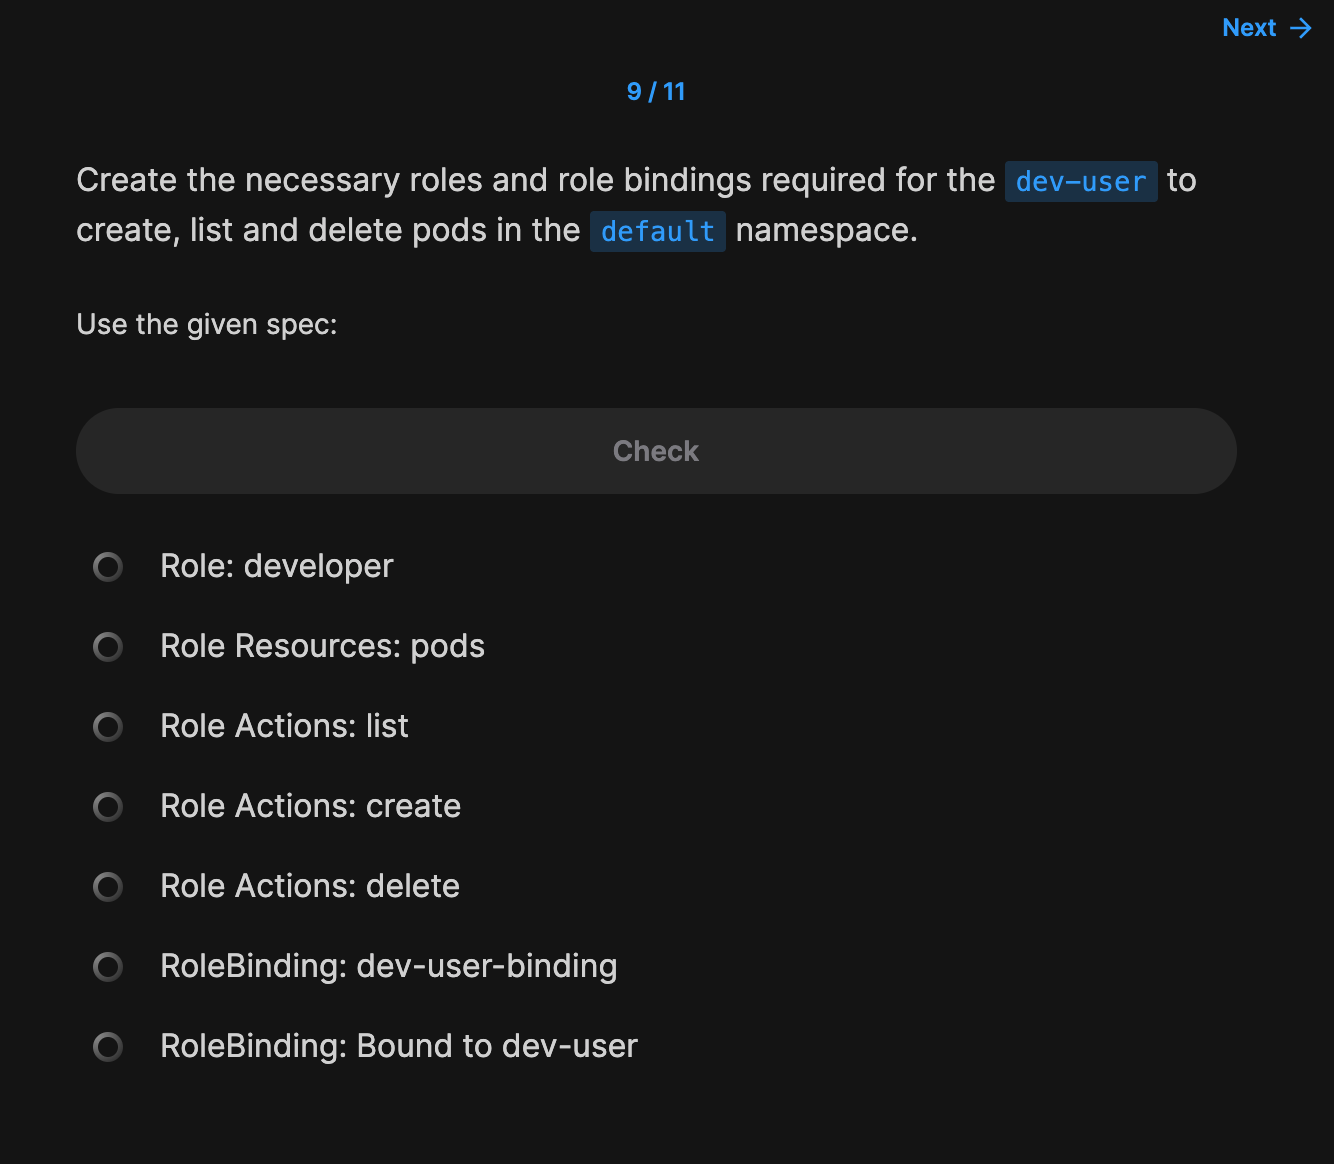 Next →
9 / 11
Create the necessary roles and role bindings required for the dev-user to
create, list and delete pods in the default namespace.
Use the given spec:
Check
Role: developer
Role Resources: pods
Role Actions: list
Role Actions: create
Role Actions: delete
RoleBinding: dev-user-binding
RoleBinding: Bound to dev-user